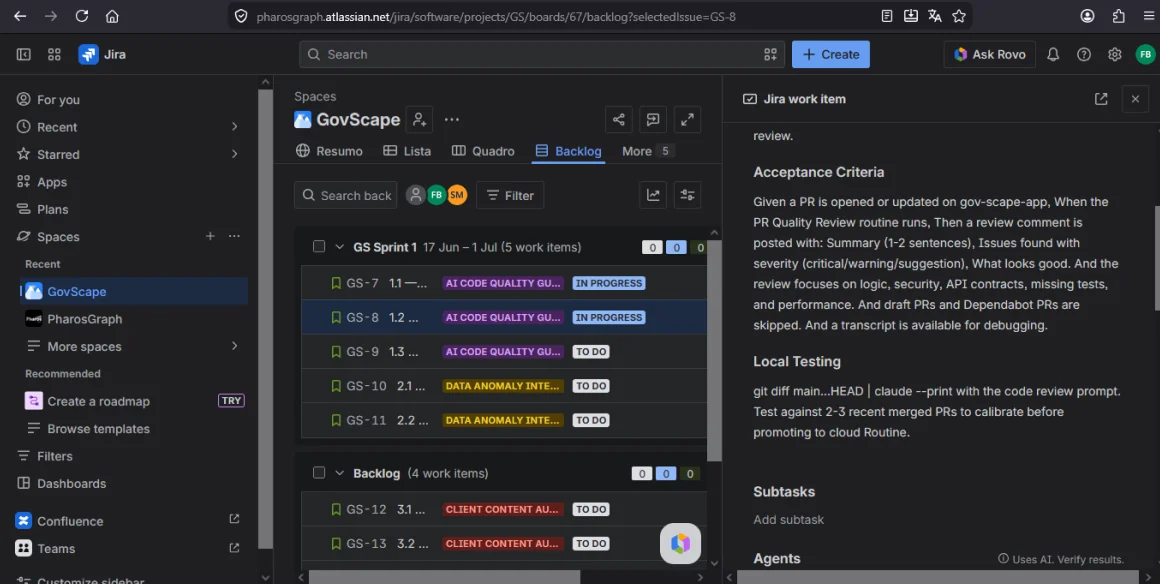 pharosgraph.atlassian.net/jira/software/projects/GS/boards/67/backlog?selectedIssue=GS-8
Jira
Search
Create
Ask Rovo
FB
For you
Recent
Starred
Apps
Plans
Spaces
Recent
GovScape
PharosGraph
More spaces
Recommended
Create a roadmap TRY
Browse templates
Filters
Dashboards
Confluence
Teams
Customize sidebar
Spaces
GovScape
Resumo Lista Quadro Backlog More 5
Search back FB SM Filter
GS Sprint 1 17 Jun – 1 Jul (5 work items) 0 0 0
GS-7 1.1 —... AI CODE QUALITY GU... IN PROGRESS
GS-8 1.2 ... AI CODE QUALITY GU... IN PROGRESS
GS-9 1.3 ... AI CODE QUALITY GU... TO DO
GS-10 2.1 ... DATA ANOMALY INTE... TO DO
GS-11 2.2 ... DATA ANOMALY INTE... TO DO
Backlog (4 work items) 0 0 0
GS-12 3.1 ... CLIENT CONTENT AU... TO DO
GS-13 3.2 ... CLIENT CONTENT AU... TO DO
Jira work item
review.
Acceptance Criteria
Given a PR is opened or updated on gov-scape-app, When the
PR Quality Review routine runs, Then a review comment is
posted with: Summary (1-2 sentences), Issues found with
severity (critical/warning/suggestion), What looks good. And the
review focuses on logic, security, API contracts, missing tests,
and performance. And draft PRs and Dependabot PRs are
skipped. And a transcript is available for debugging.
Local Testing
git diff main...HEAD | claude --print with the code review prompt.
Test against 2-3 recent merged PRs to calibrate before
promoting to cloud Routine.
Subtasks
Add subtask
Agents Uses AI. Verify results.